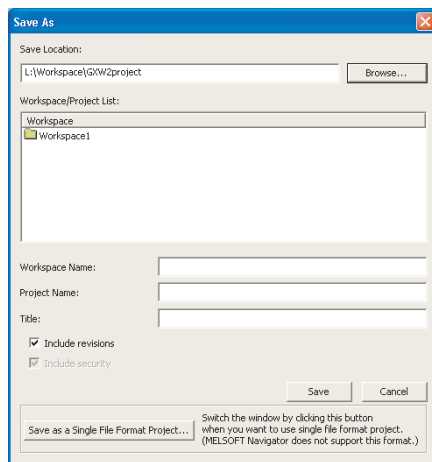 Save As
Save Location:
L:\Workspace\GXW2project
Browse...
Workspace/Project List:
Workspace
Workspace1
Workspace Name:
Project Name:
Title:
Include revisions
Include security
Save
Cancel
Save as a Single File Format Project...
Switch the window by clicking this button
when you want to use single file format project.
(MELSOFT Navigator does not support this format.)